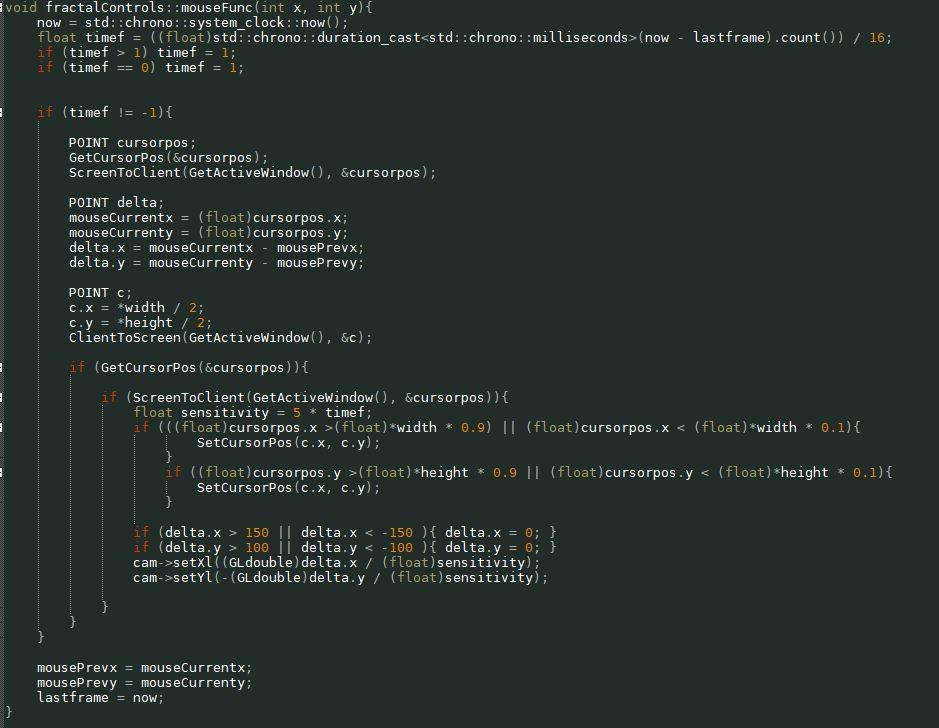 void fractalControls::mouseFunc(int x, int y){
    now = std::chrono::system_clock::now();
    float timef = ((float)std::chrono::duration_cast<std::chrono::milliseconds>(now - lastframe).count()) / 16;
    if (timef > 1) timef = 1;
    if (timef == 0) timef = 1;
    if (timef != -1){
        POINT cursorpos;
        GetCursorPos(&cursorpos);
        ScreenToClient(GetActiveWindow(), &cursorpos);
        POINT delta;
        mouseCurrentx = (float)cursorpos.x;
        mouseCurrenty = (float)cursorpos.y;
        delta.x = mouseCurrentx - mousePrevx;
        delta.y = mouseCurrenty - mousePrevy;
        POINT c;
        c.x = *width / 2;
        c.y = *height / 2;
        ClientToScreen(GetActiveWindow(), &c);
        if (GetCursorPos(&cursorpos)){
            if (ScreenToClient(GetActiveWindow(), &cursorpos)){
                float sensitivity = 5 * timef;
                if (((float)cursorpos.x >(float)*width * 0.9) || (float)cursorpos.x < (float)*width * 0.1){
                        SetCursorPos(c.x, c.y);
                    }
                    if ((float)cursorpos.y >(float)*height * 0.9 || (float)cursorpos.y < (float)*height * 0.1){
                        SetCursorPos(c.x, c.y);
                    }
                if (delta.x > 150 || delta.x < -150 ){ delta.x = 0; }
                if (delta.y > 100 || delta.y < -100 ){ delta.y = 0; }
                cam->setXl((GLdouble)delta.x / (float)sensitivity);
                cam->setYl(-(GLdouble)delta.y / (float)sensitivity);
            }
        }
    }
    mousePrevx = mouseCurrentx;
    mousePrevy = mouseCurrenty;
    lastframe = now;
}